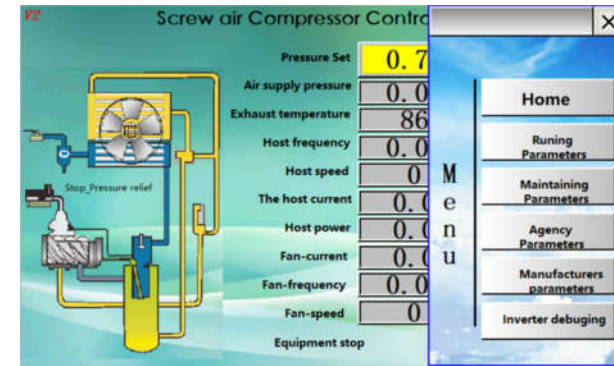 V2
Screw air Compressor Contro
Pressure Set 0.7
Air supply pressure 0.0
Exhaust temperature 86
Host frequency 0.0
Host speed 0
The host current 0.0
Host power 0.0
Fan-current 0.0
Fan-frequency 0.0
Fan-speed 0
Equipment stop
Stop_Pressure relief
Menu
Home
Runing
Parameters
Maintaining
Parameters
Agency
Parameters
Manufacturers
parameters
Inverter debuging